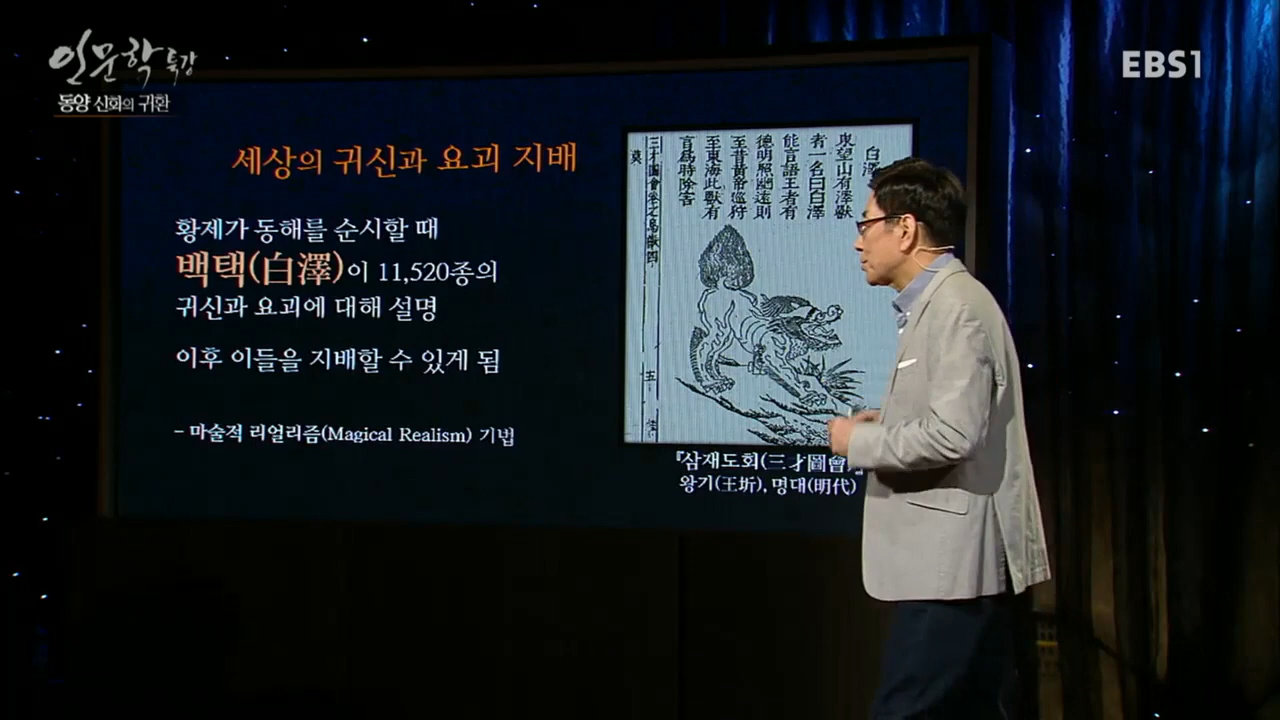 인문학 특강
동양 신화의 귀환
EBS1
세상의 귀신과 요괴 지배
황제가 동해를 순시할 때
백택(白澤)이 11,520종의
귀신과 요괴에 대해 설명
이후 이들을 지배할 수 있게 됨
- 마술적 리얼리즘(Magical Realism) 기법
白澤
東望山有澤獸
者一名曰白澤
能言語王者有
德明照幽遠則
至昔黃帝巡狩
至東海此獸有
言爲時除害
三才圖會
鳥獸四
五
『삼재도회(三才圖會)
왕기(王圻), 명대(明代)